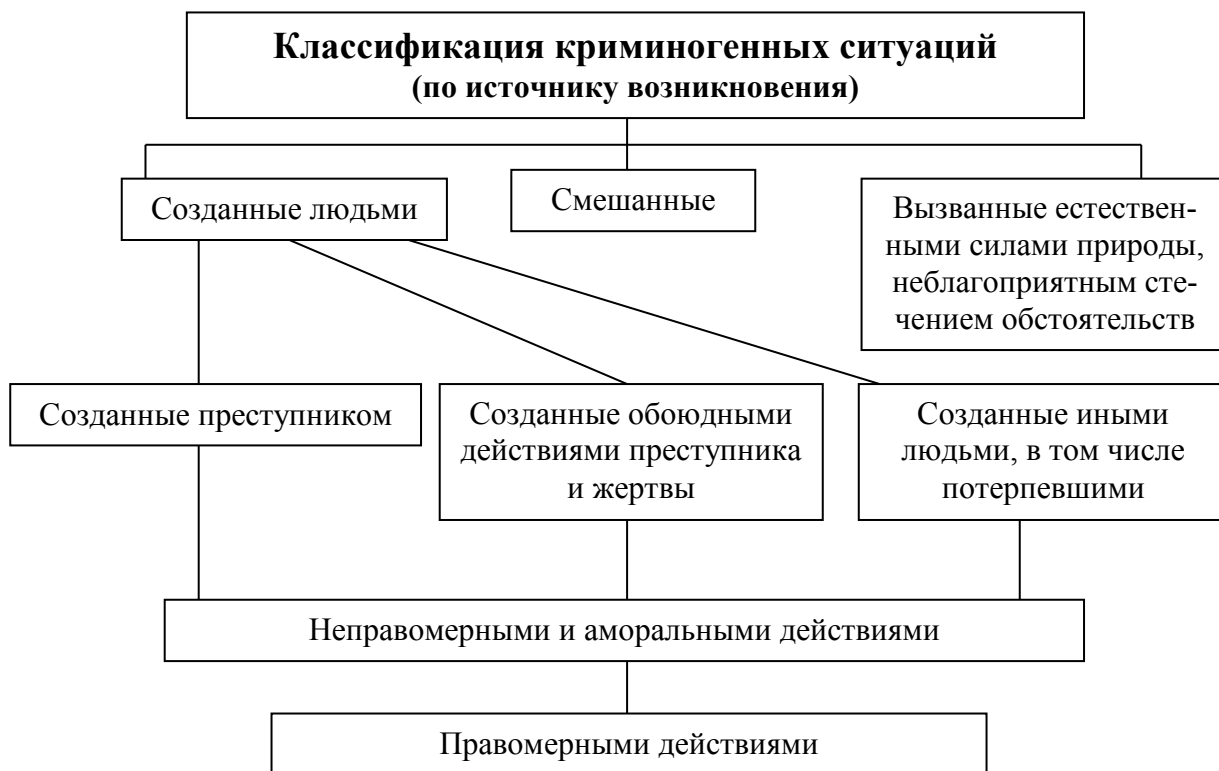 Классификация криминогенных ситуаций
(по источнику возникновения)
Созданные людьми
Смешанные
Вызванные естествен-
ными силами природы,
неблагоприятным сте-
чением обстоятельств
Созданные преступником
Созданные обоюдными
действиями преступника
и жертвы
Созданные иными
людьми, в том числе
потерпевшими
Неправомерными и аморальными действиями
Правомерными действиями